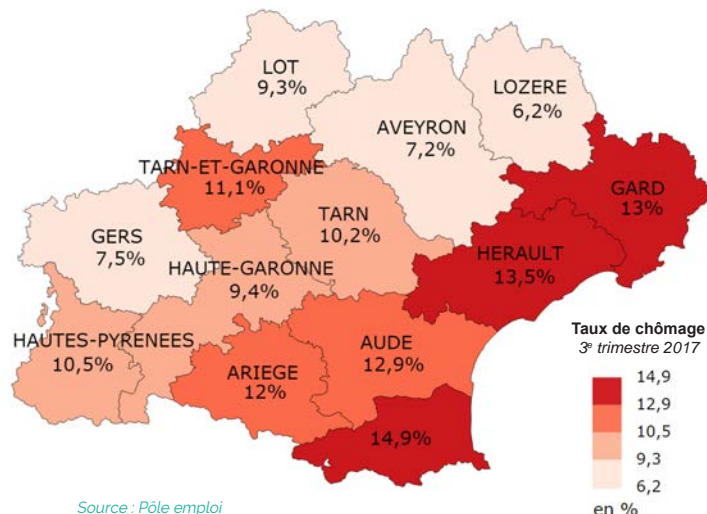 LOT
9,3%
LOZERE
6,2%
AVEYRON
7,2%
TARN-ET-GARONNE
11,1%
GARD
13%
TARN
10,2%
GERS
7,5%
HERAULT
13,5%
HAUTE-GARONNE
9,4%
HAUTES-PYRENEES
10,5%
AUDE
12,9%
ARIEGE
12%
14,9%
Taux de chômage
3e trimestre 2017
14,9
12,9
10,5
9,3
6,2
en %
Source : Pôle emploi